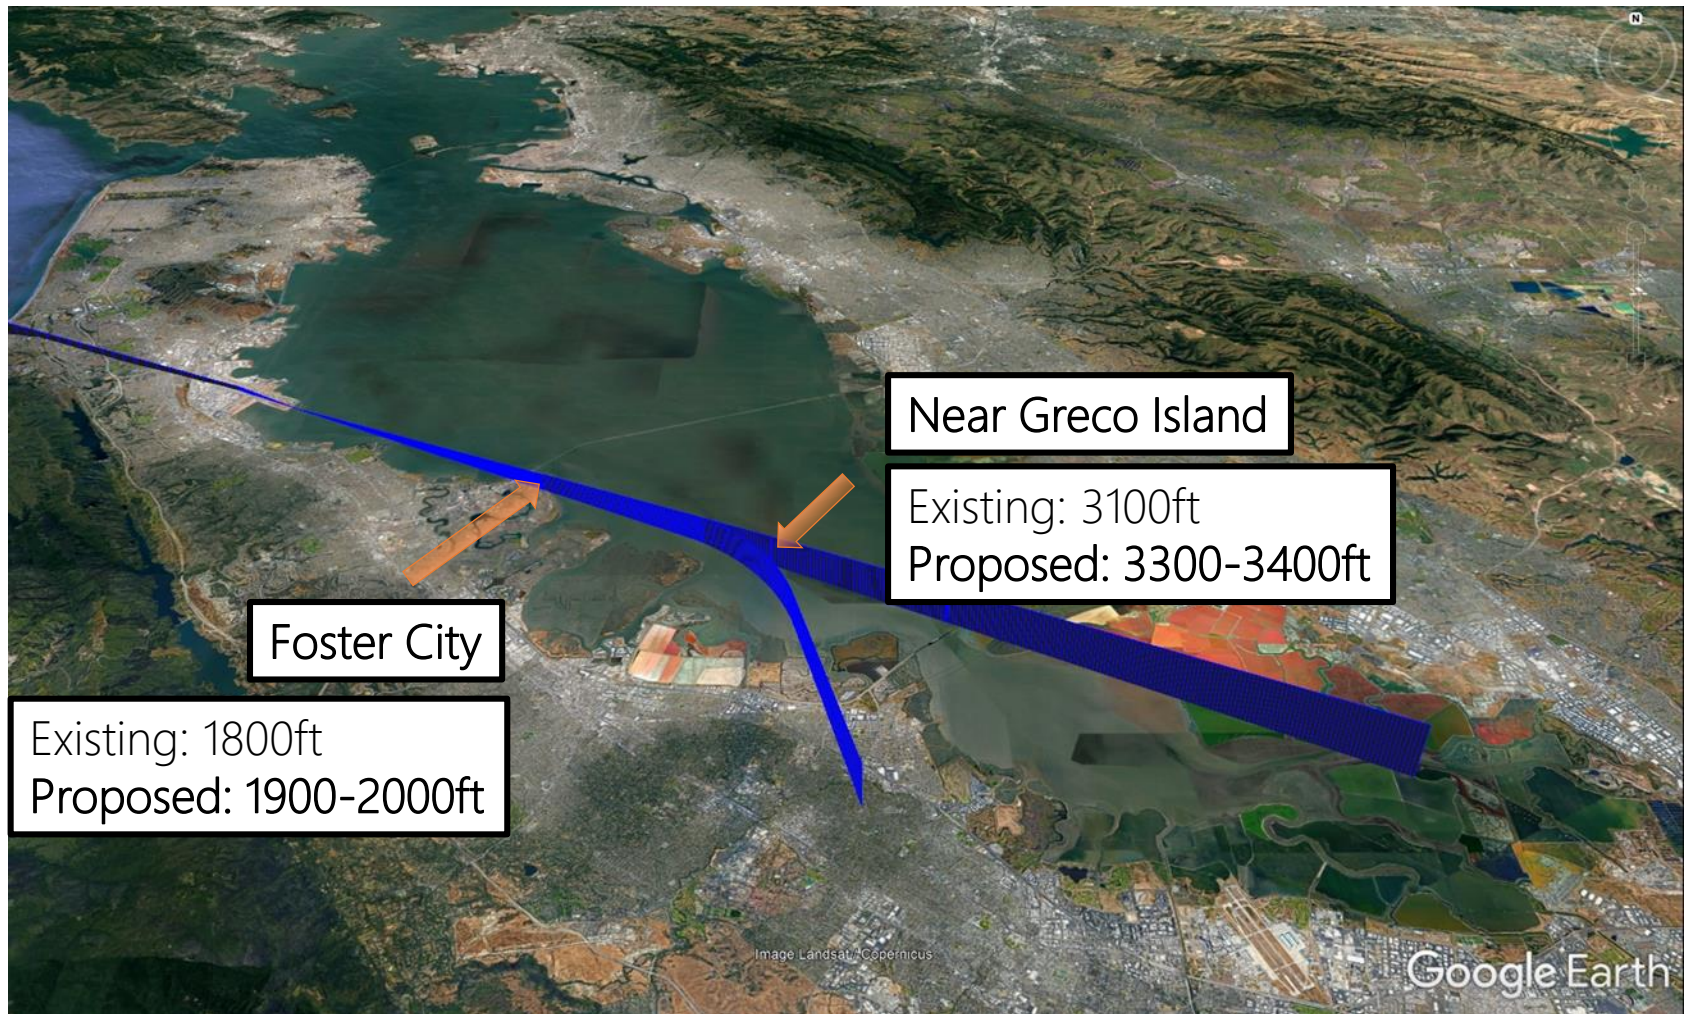 N
Near Greco Island
Existing: 3100ft
Proposed: 3300-3400ft
Foster City
Existing: 1800ft
Proposed: 1900-2000ft
Image Landsat / Copernicus
Google Earth